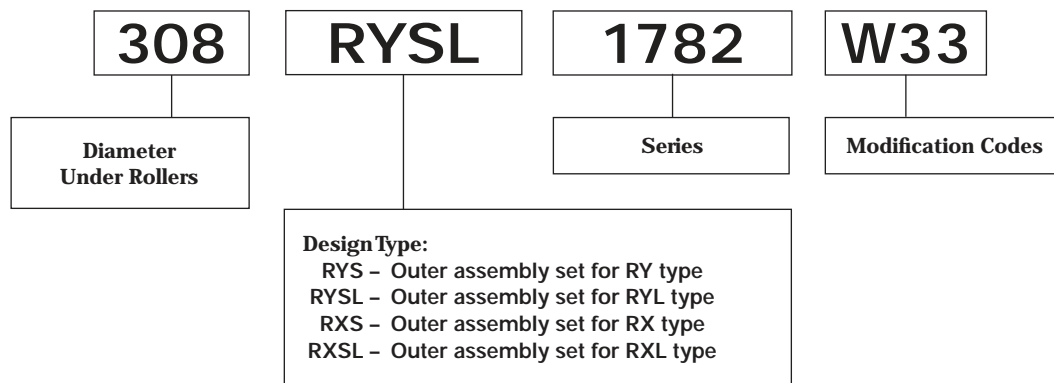 308 RYSL 1782 W33
Diameter
Under Rollers
Series
Modification Codes
Design Type:
RYS – Outer assembly set for RY type
RYSL – Outer assembly set for RYL type
RXS – Outer assembly set for RX type
RXSL – Outer assembly set for RXL type